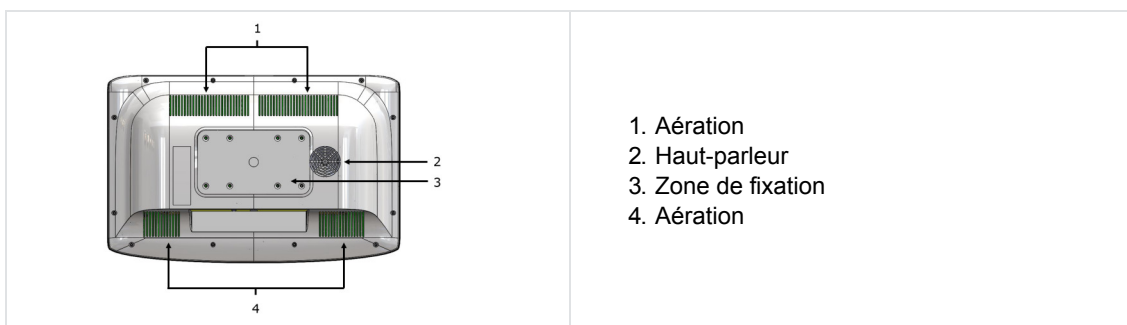 1
2
3
4
1. Aération
2. Haut-parleur
3. Zone de fixation
4. Aération